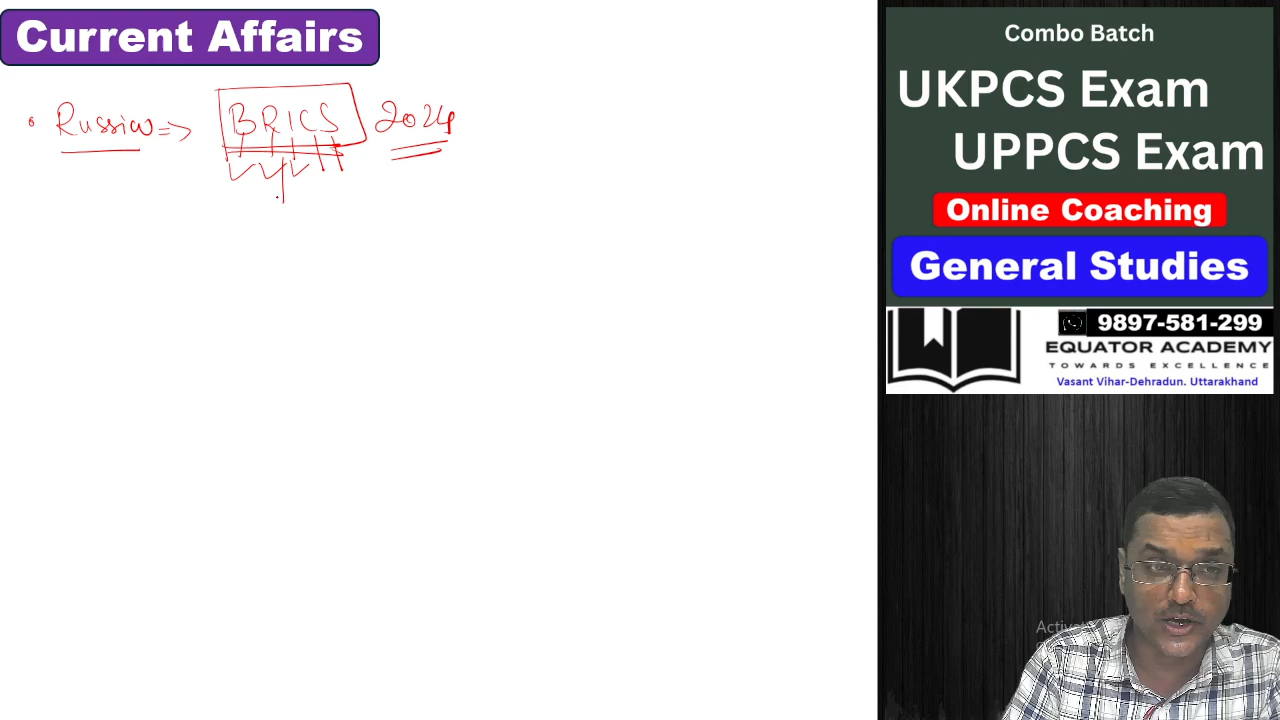 Current Affairs
• Russia => BRICS 2024
Combo Batch
UKPCS Exam
UPPCS Exam
Online Coaching
General Studies
9897-581-299
EQUATOR ACADEMY
TOWARDS EXCELLENCE
Vasant Vihar-Dehradun. Uttarakhand